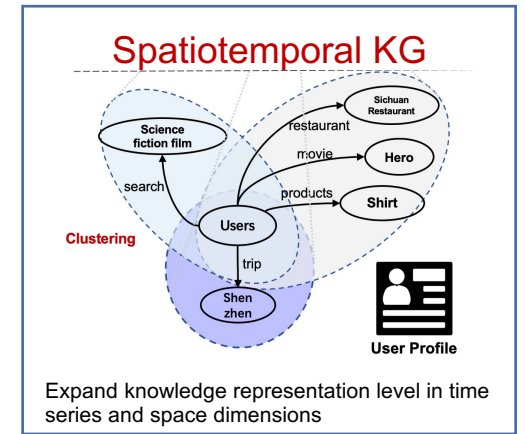 Spatiotemporal KG
Sichuan
Restaurant
restaurant
Science
fiction film
movie
Hero
search
products
Shirt
Users
Clustering
trip
Shen
zhen
User Profile
Expand knowledge representation level in time
series and space dimensions